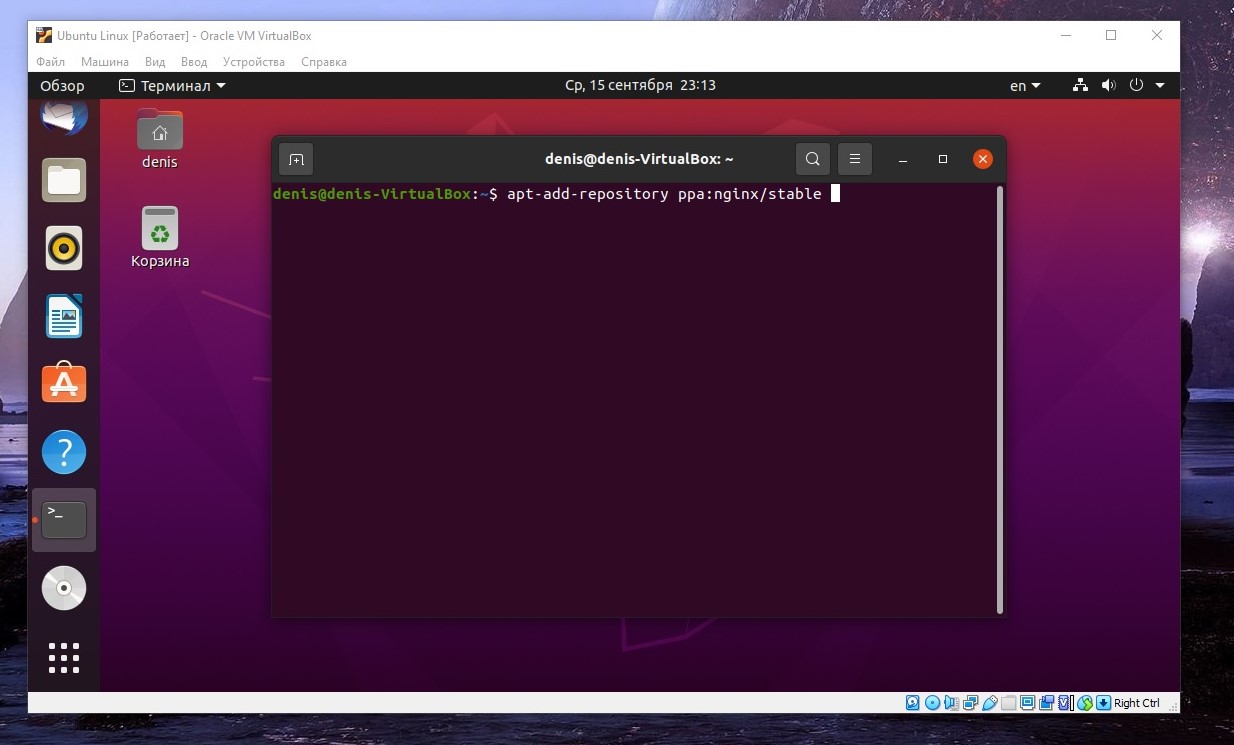 Ubuntu Linux [Работает] - Oracle VM VirtualBox
Файл Машина Вид Ввод Устройства Справка
Обзор Терминал Ср, 15 сентября 23:13 en
denis
Корзина
denis@denis-VirtualBox: ~
denis@denis-VirtualBox:~$ apt-add-repository ppa:nginx/stable
Right Ctrl